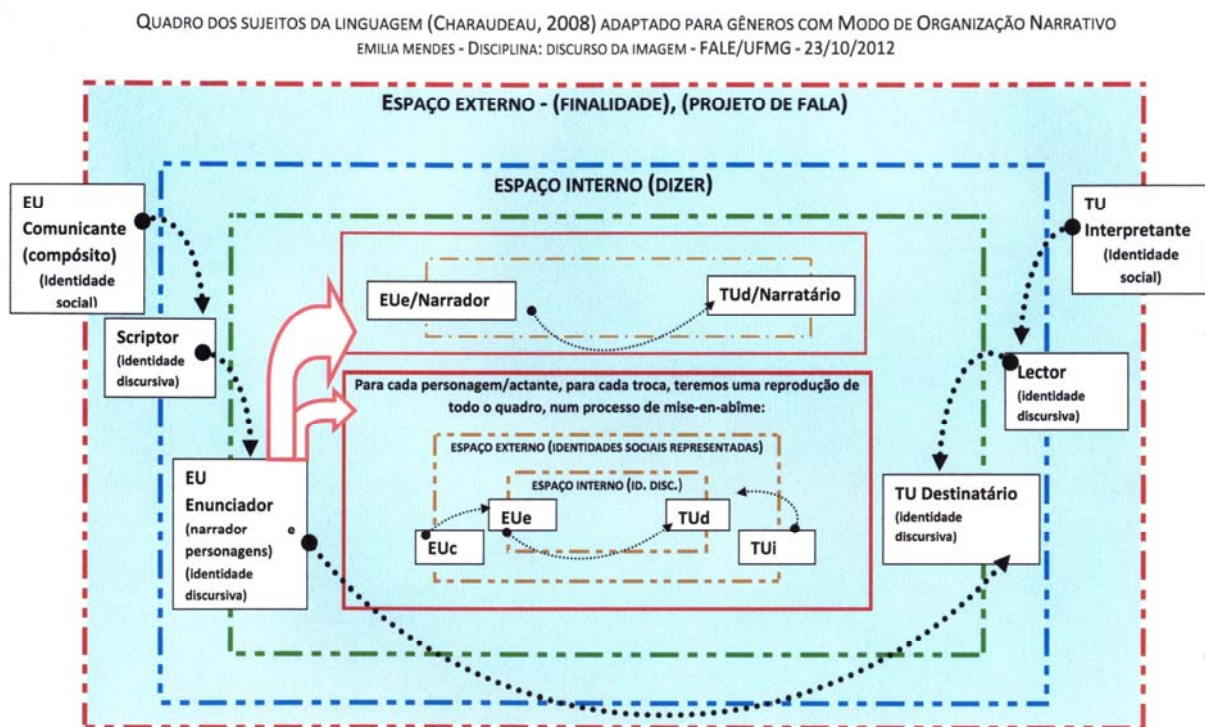 QUADRO DOS SUJEITOS DA LINGUAGEM (CHARAUDEAU, 2008) ADAPTADO PARA GÊNEROS COM MODO DE ORGANIZAÇÃO NARRATIVO
EMILIA MENDES - DISCIPLINA: DISCURSO DA IMAGEM - FALE/UFMG - 23/10/2012
ESPAÇO EXTERNO - (FINALIDADE), (PROJETO DE FALA)
ESPAÇO INTERNO (DIZER)
EU
Comunicante
(compósito)
(Identidade
social)
TU
Interpretante
(Identidade
social)
EUe/Narrador
TUd/Narratário
Scriptor
(identidade
discursiva)
Lector
(identidade
discursiva)
Para cada personagem/actante, para cada troca, teremos uma reprodução de
todo o quadro, num processo de mise-en-abîme:
ESPAÇO EXTERNO (IDENTIDADES SOCIAIS REPRESENTADAS)
ESPAÇO INTERNO (ID. DISC.)
EUe
TUd
EUc
TUi
EU
Enunciador
(narrador e
personagens)
(identidade
discursiva)
TU Destinatário
(identidade
discursiva)